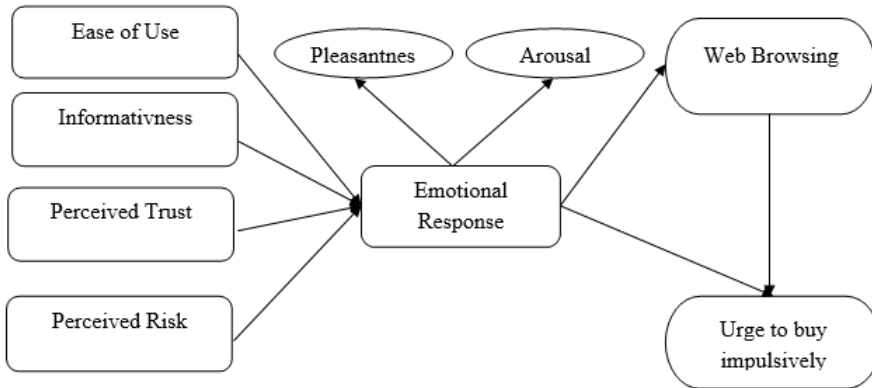 Ease of Use
Pleasantnes
Arousal
Web Browsing
Informativness
Perceived Trust
Emotional
Response
Perceived Risk
Urge to buy
impulsively